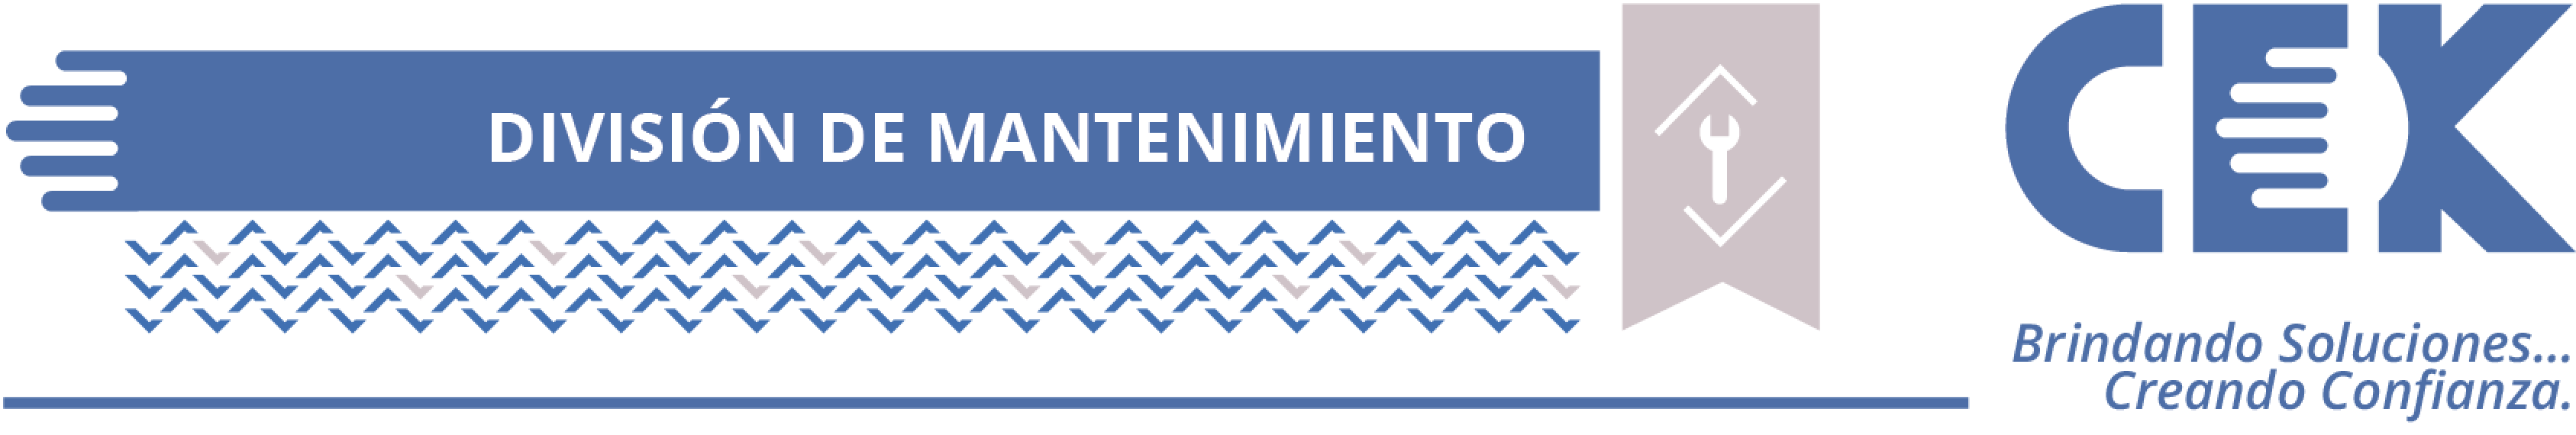 DIVISIÓN DE MANTENIMIENTO
CEK
Brindando Soluciones...
Creando Confianza.